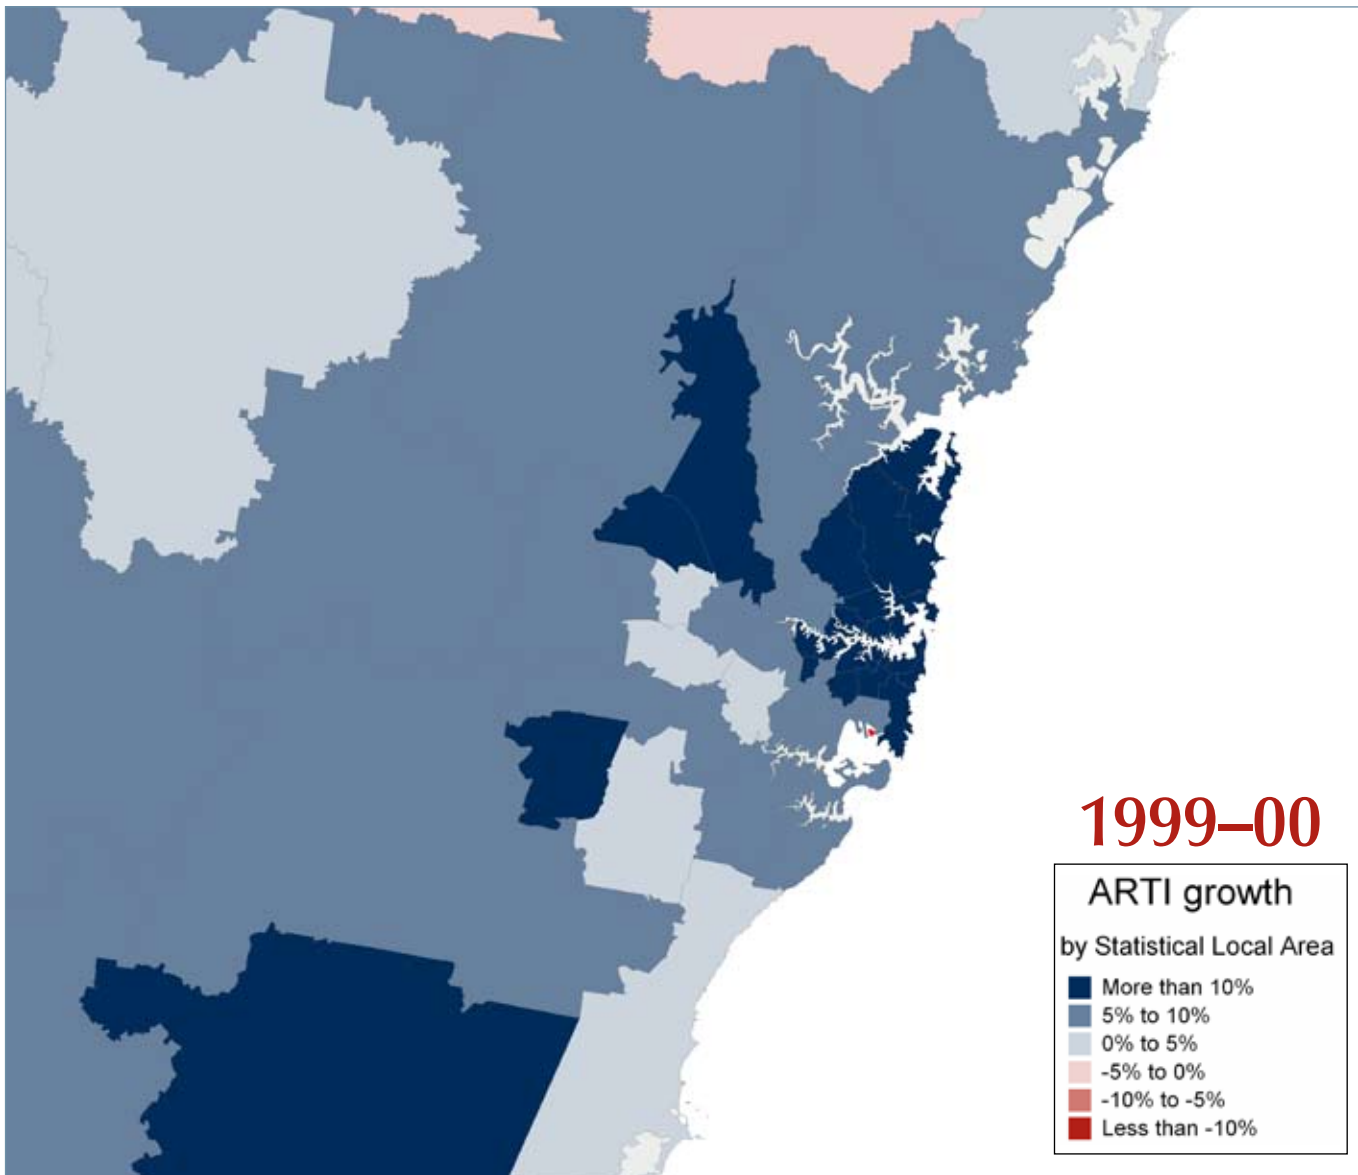 1999–00
ARTI growth
by Statistical Local Area
More than 10%
5% to 10%
0% to 5%
-5% to 0%
-10% to -5%
Less than -10%